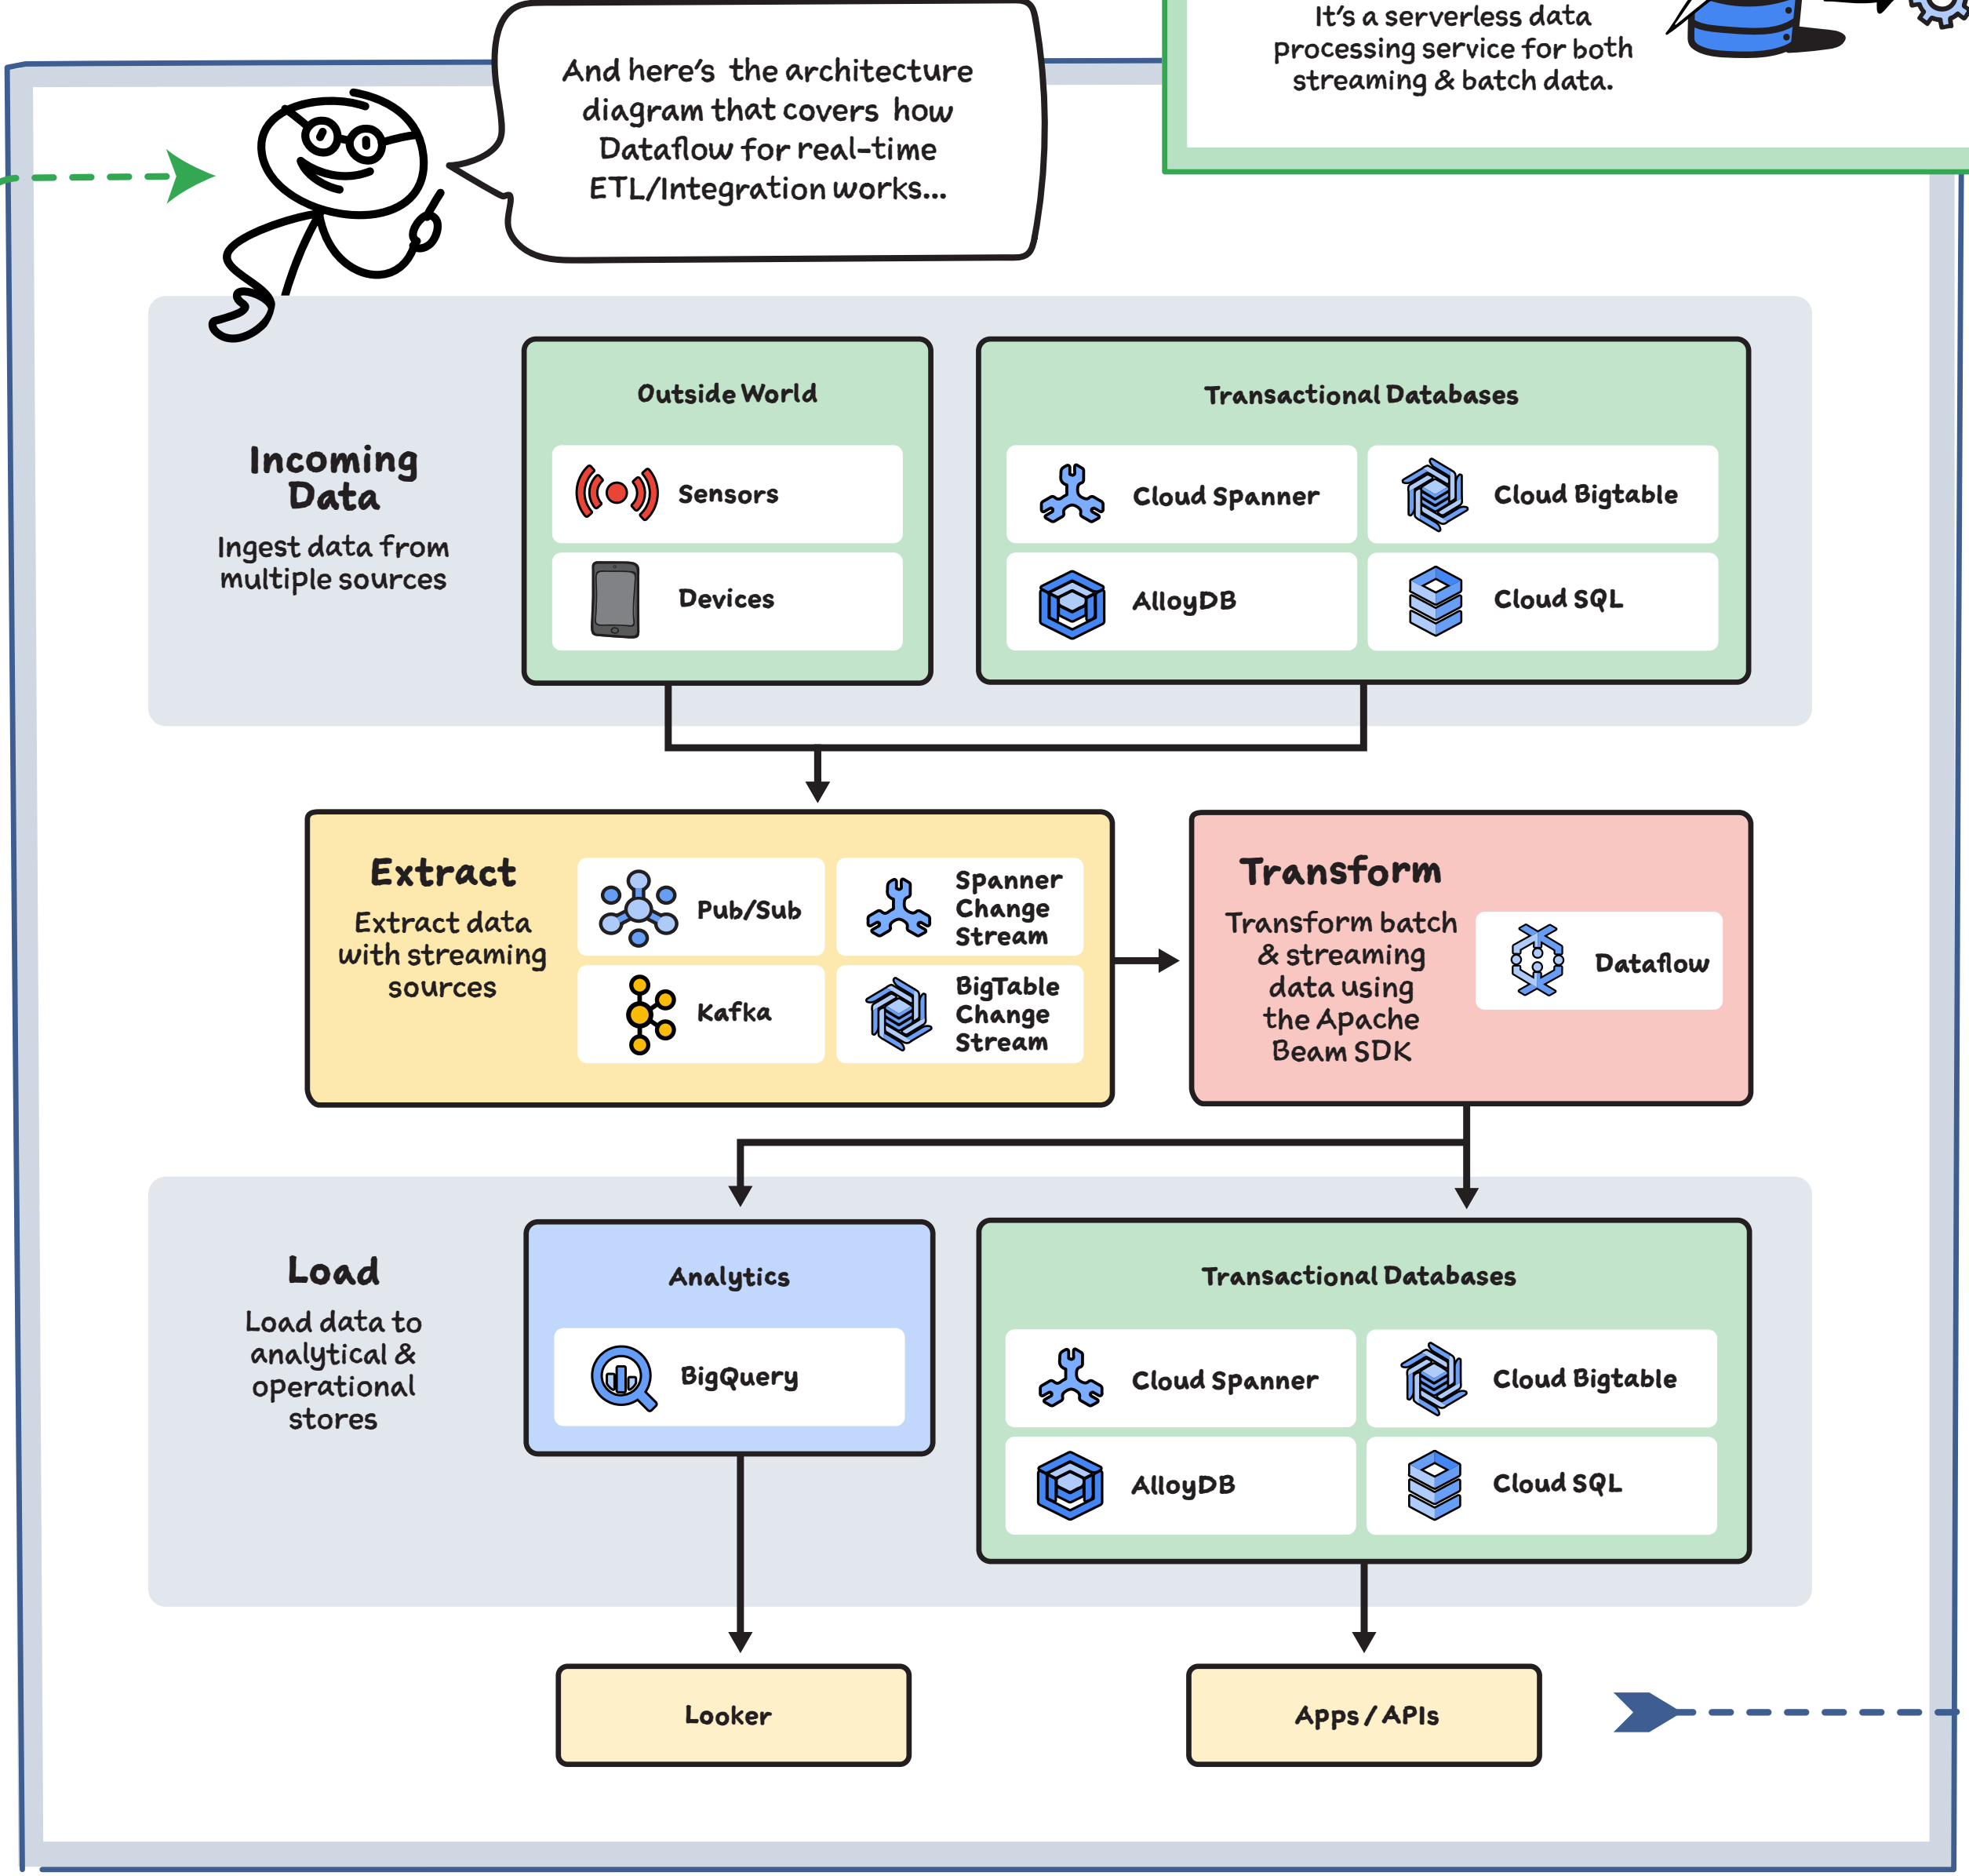 It's a serverless data
processing service for both
streaming & batch data.
And here's the architecture
diagram that covers how
Dataflow for real-time
ETL/Integration works...
Incoming
Data
Ingest data from
multiple sources
Outside World
Sensors
Devices
Transactional Databases
Cloud Spanner
Cloud Bigtable
AlloyDB
Cloud SQL
Extract
Extract data
with streaming
sources
Pub/Sub
Spanner
Change
Stream
Kafka
BigTable
Change
Stream
Transform
Transform batch
& streaming
data using
the Apache
Beam SDK
Dataflow
Load
Load data to
analytical &
operational
stores
Analytics
BigQuery
Transactional Databases
Cloud Spanner
Cloud Bigtable
AlloyDB
Cloud SQL
Looker
Apps / APIs